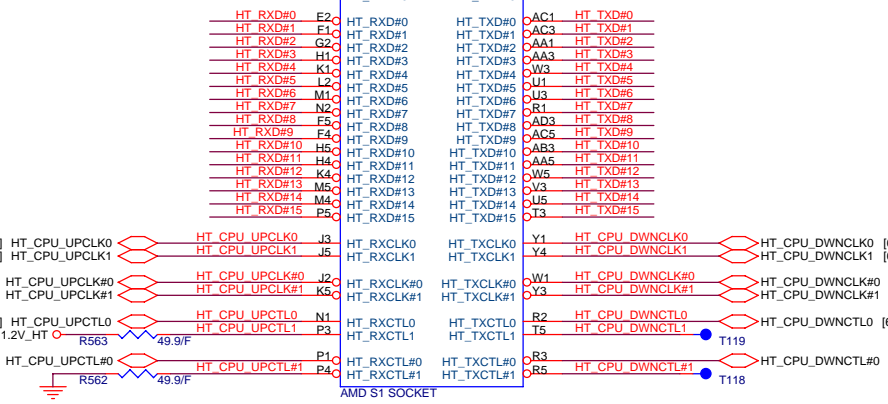 HT_RXD#0 E2 HT_RXD#0 HT_TXD#0 AC1 HT_TXD#0
HT_RXD#1 F1 HT_RXD#1 HT_TXD#1 AC3 HT_TXD#1
HT_RXD#2 G2 HT_RXD#2 HT_TXD#2 AA1 HT_TXD#2
HT_RXD#3 H1 HT_RXD#3 HT_TXD#3 AA3 HT_TXD#3
HT_RXD#4 K1 HT_RXD#4 HT_TXD#4 W3 HT_TXD#4
HT_RXD#5 L2 HT_RXD#5 HT_TXD#5 U1 HT_TXD#5
HT_RXD#6 M1 HT_RXD#6 HT_TXD#6 U3 HT_TXD#6
HT_RXD#7 N2 HT_RXD#7 HT_TXD#7 R1 HT_TXD#7
HT_RXD#8 F5 HT_RXD#8 HT_TXD#8 AD3 HT_TXD#8
HT_RXD#9 F4 HT_RXD#9 HT_TXD#9 AC5 HT_TXD#9
HT_RXD#10 H5 HT_RXD#10 HT_TXD#10 AB3 HT_TXD#10
HT_RXD#11 H4 HT_RXD#11 HT_TXD#11 AA5 HT_TXD#11
HT_RXD#12 K4 HT_RXD#12 HT_TXD#12 W5 HT_TXD#12
HT_RXD#13 M5 HT_RXD#13 HT_TXD#13 V3 HT_TXD#13
HT_RXD#14 M4 HT_RXD#14 HT_TXD#14 U5 HT_TXD#14
HT_RXD#15 P5 HT_RXD#15 HT_TXD#15 T3 HT_TXD#15
] HT_CPU_UPCLK0 HT_CPU_UPCLK0 J3 HT_RXCLK0 HT_TXCLK0 Y1 HT_CPU_DWNCLK0 HT_CPU_DWNCLK0 [6
] HT_CPU_UPCLK1 HT_CPU_UPCLK1 J5 HT_RXCLK1 HT_TXCLK1 Y4 HT_CPU_DWNCLK1 HT_CPU_DWNCLK1 [6
HT_CPU_UPCLK#0 HT_CPU_UPCLK#0 J2 HT_RXCLK#0 HT_TXCLK#0 W1 HT_CPU_DWNCLK#0 HT_CPU_DWNCLK#0
HT_CPU_UPCLK#1 HT_CPU_UPCLK#1 K5 HT_RXCLK#1 HT_TXCLK#1 Y3 HT_CPU_DWNCLK#1 HT_CPU_DWNCLK#1
] HT_CPU_UPCTL0 HT_CPU_UPCTL0 N1 HT_RXCTL0 HT_TXCTL0 R2 HT_CPU_DWNCTL0 HT_CPU_DWNCTL0 [6
1.2V_HT R563 49.9/F HT_CPU_UPCTL1 P3 HT_RXCTL1 HT_TXCTL1 T5 HT_CPU_DWNCTL1 T119
HT_CPU_UPCTL#0 P1 HT_RXCTL#0 HT_TXCTL#0 R3 HT_CPU_DWNCTL#0
R562 49.9/F HT_CPU_UPCTL#1 P4 HT_RXCTL#1 HT_TXCTL#1 R5 HT_CPU_DWNCTL#1 T118
AMD S1 SOCKET